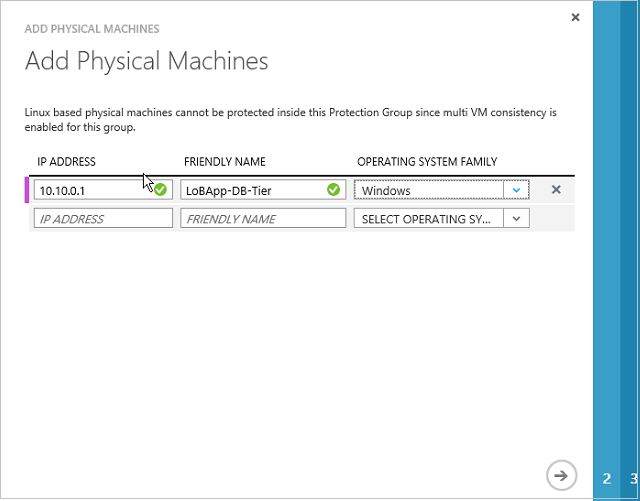 ADD PHYSICAL MACHINES
Add Physical Machines
Linux based physical machines cannot be protected inside this Protection Group since multi VM consistency is
enabled for this group.
IP ADDRESS FRIENDLY NAME OPERATING SYSTEM FAMILY
10.10.0.1 LoBApp-DB-Tier Windows
IP ADDRESS FRIENDLY NAME SELECT OPERATING SY...
2 3